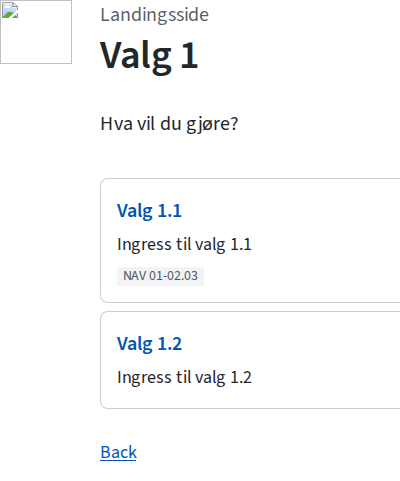 Landingsside
Valg 1
Hva vil du gjøre?
Valg 1.1
Ingress til valg 1.1
NAV 01-02.03
Valg 1.2
Ingress til valg 1.2
Back